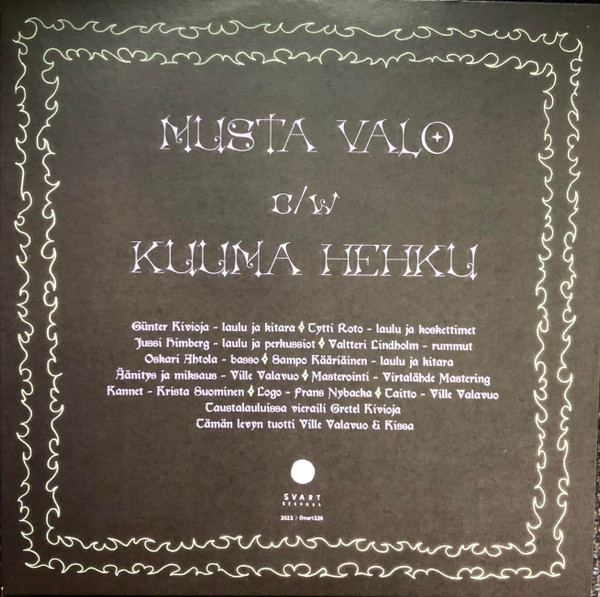 MUSTA VALO
c/w
KUUMA HEHKU
Günter Kivioja - laulu ja kitara ⬧ Tytti Roto - laulu ja koskettimet
Jussi Himberg - laulu ja perkussiot ⬧ Valtteri Lindholm - rummut
Oskari Ahtola - basso ⬧ Sampo Kääriäinen - laulu ja kitara
Äänitys ja miksaus - Ville Valavuo ⬧ Masterointi - Virtalähde Mastering
Kannet - Krista Suominen ⬧ Logo - Frans Nybacka ⬧ Taitto - Ville Valavuo
Taustalauluissa vieraili Gretel Kivioja
Tämän levyn tuotti Ville Valavuo & Kissa
SVART
RECORDS
2023 / Svart326